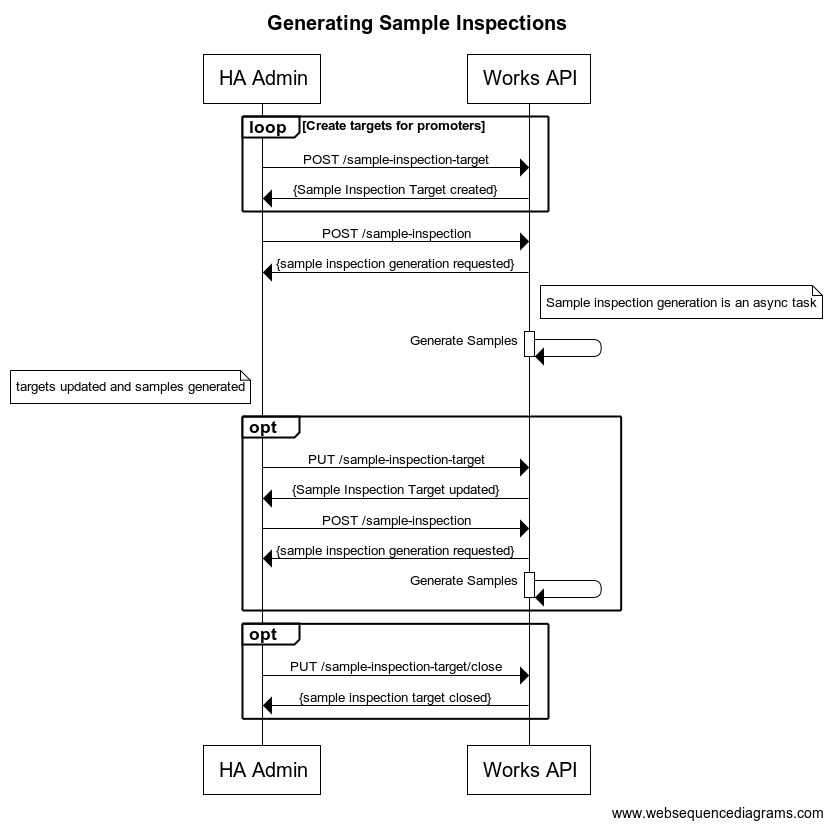 Generating Sample Inspections
HA Admin
Works API
loop
[Create targets for promoters]
POST /sample-inspection-target
{Sample Inspection Target created}
POST /sample-inspection
{sample inspection generation requested}
Sample inspection generation is an async task
Generate Samples
targets updated and samples generated
opt
PUT /sample-inspection-target
{Sample Inspection Target updated}
POST /sample-inspection
{sample inspection generation requested}
Generate Samples
opt
PUT /sample-inspection-target/close
{sample inspection target closed}
HA Admin
Works API
www.websequencediagrams.com